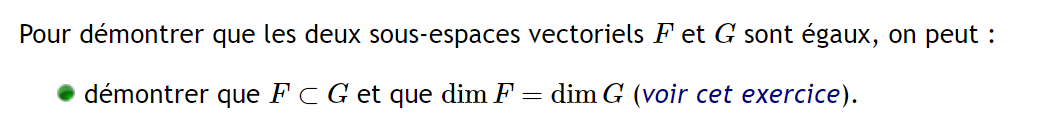 Pour démontrer que les deux sous-espaces vectoriels F et G sont égaux, on peut :
démontrer que F ⊂ G et que dim F = dim G (voir cet exercice).